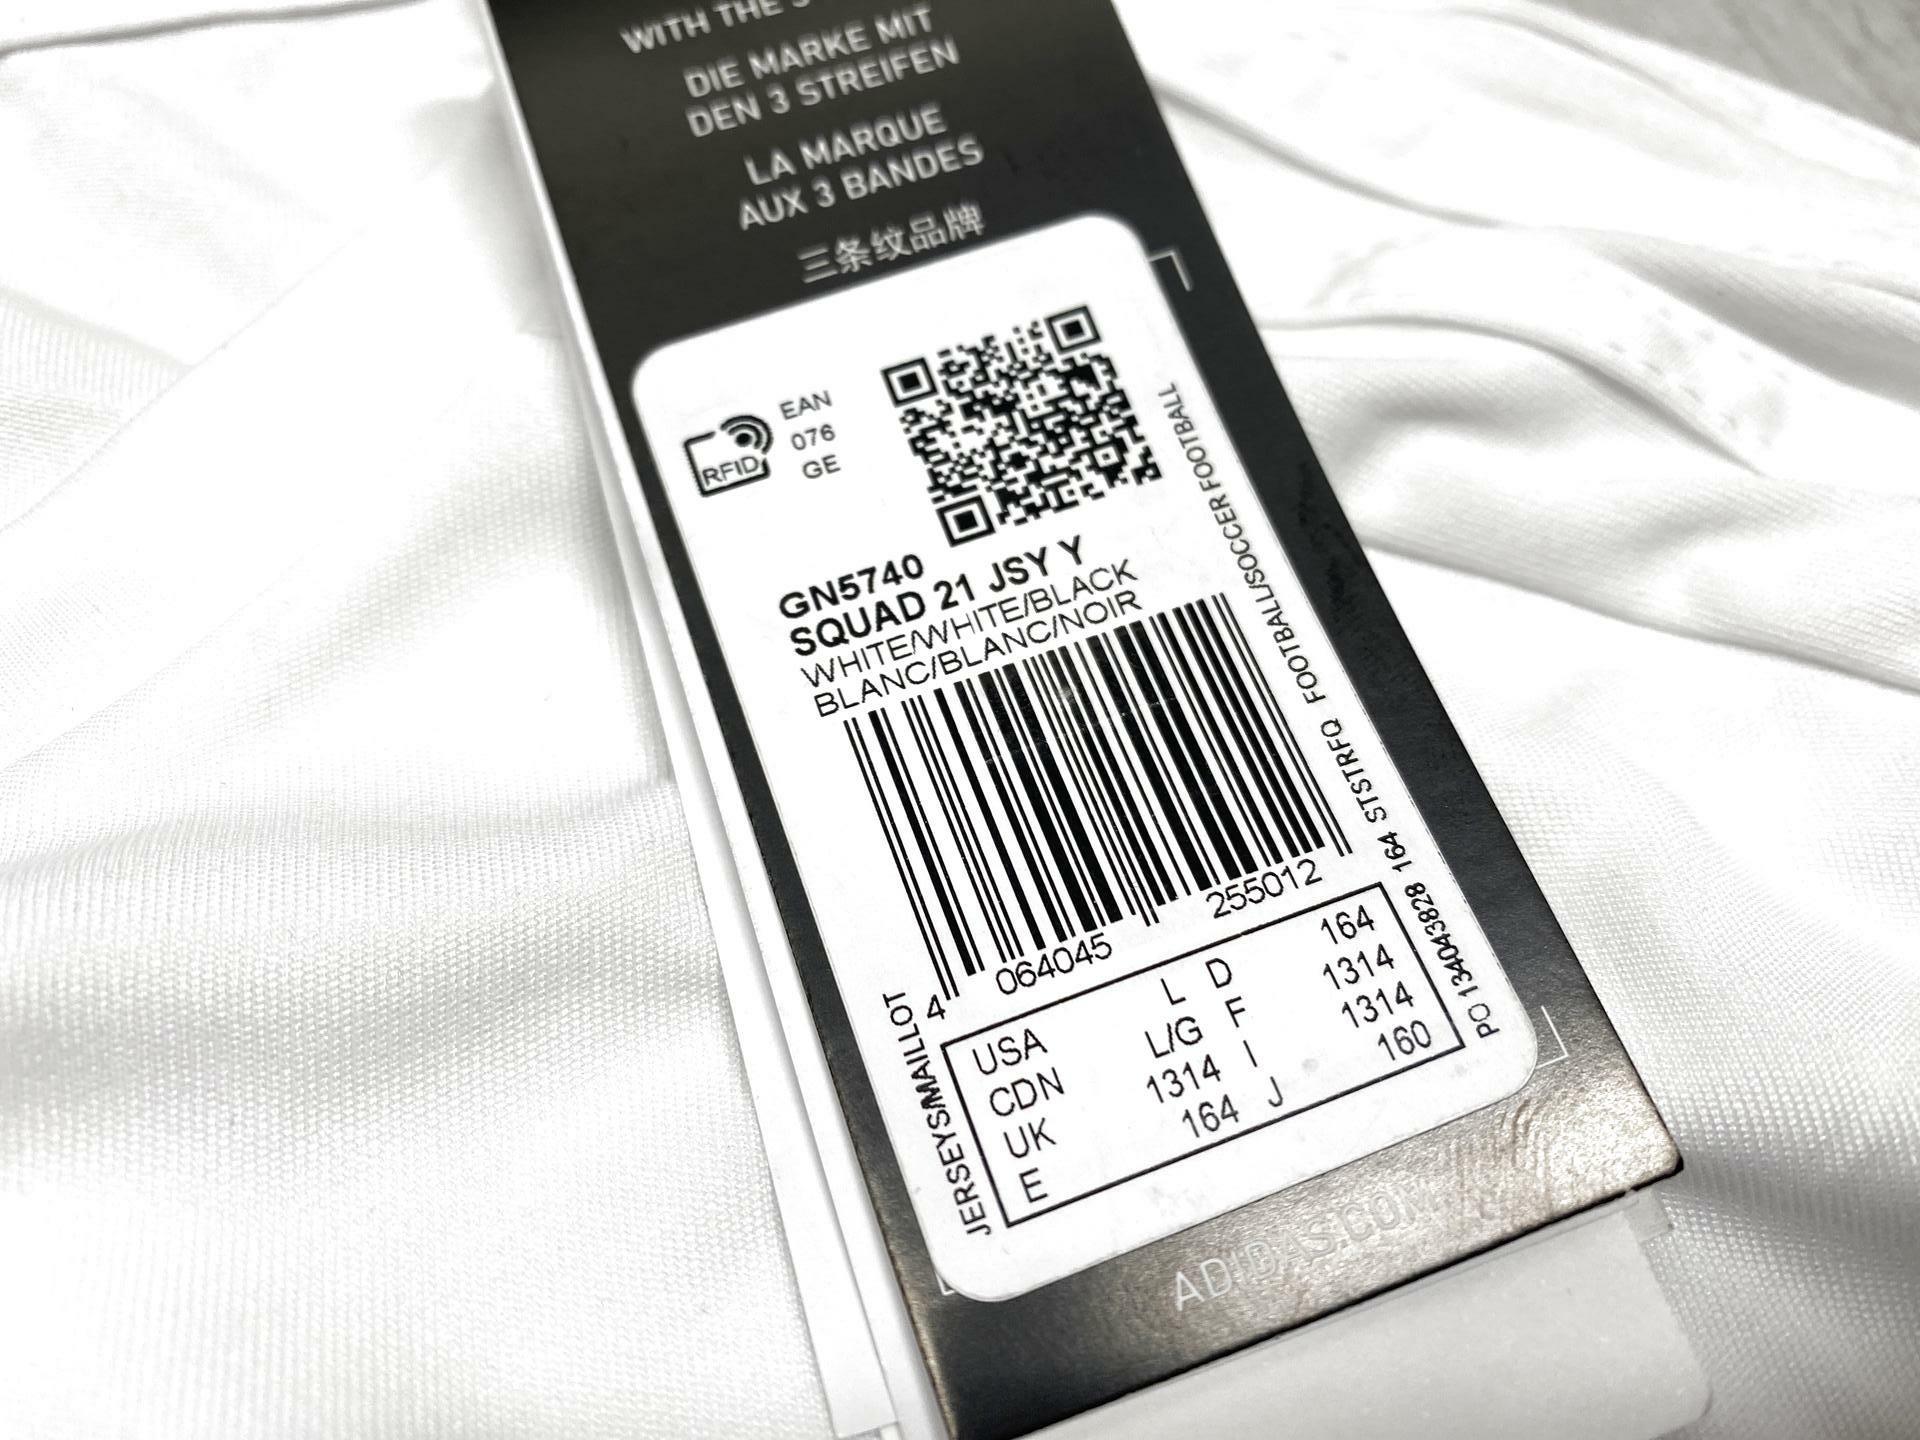 WITH THE 3
DIE MARKE MIT
DEN 3 STREIFEN
LA MARQUE
AUX 3 BANDES
三条纹品牌
RFID
EAN
076
GE
GN5740
SQUAD 21 JSY Y
WHITE/WHITE/BLACK
BLANC/BLANC/NOIR
4 064045 255012
JERSEYS/MAILLOT
PO 134043828 164 STSTRFQ FOOTBALL/SOCCER FOOTBALL
USA L D 164
CDN L/G F 1314
UK 1314 I 1314
E 164 J 160
ADIDAS.COM